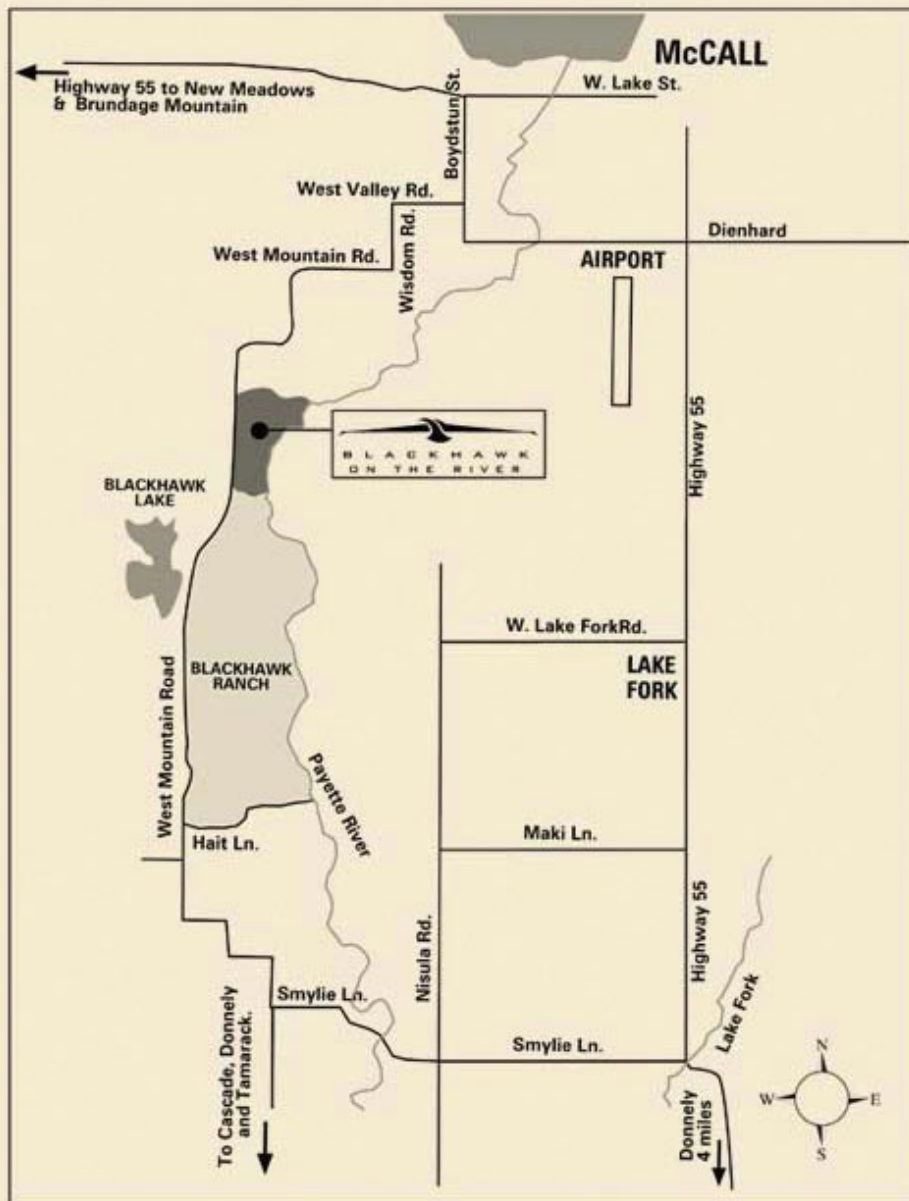 McCALL
Highway 55 to New Meadows
& Brundage Mountain
W. Lake St.
Boydstun St.
West Valley Rd.
Wisdom Rd.
Dienhard
West Mountain Rd.
AIRPORT
Highway 55
BLACKHAWK
ON THE RIVER
BLACKHAWK
LAKE
W. Lake ForkRd.
LAKE
FORK
BLACKHAWK
RANCH
West Mountain Road
Payette River
Maki Ln.
Hait Ln.
Nisula Rd.
Highway 55
Lake Fork
Smylie Ln.
Smylie Ln.
To Cascade, Donnely
and Tamarack.
Donnely
4 miles
N
W
E
S